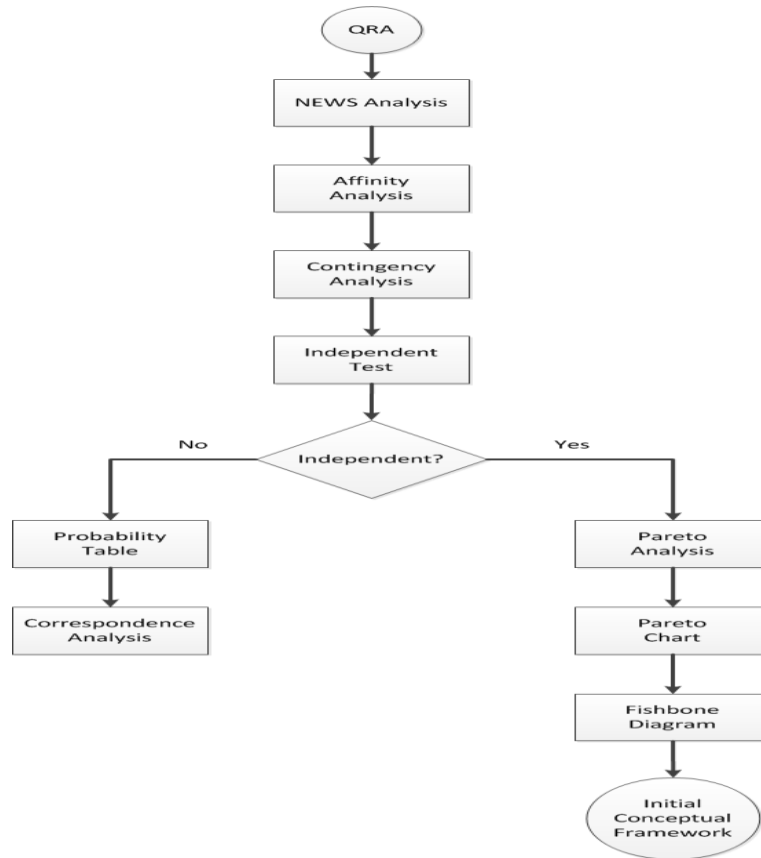 QRA
NEWS Analysis
Affinity
Analysis
Contingency
Analysis
Independent
Test
Independent?
No
Yes
Probability
Table
Correspondence
Analysis
Pareto
Analysis
Pareto
Chart
Fishbone
Diagram
Initial
Conceptual
Framework